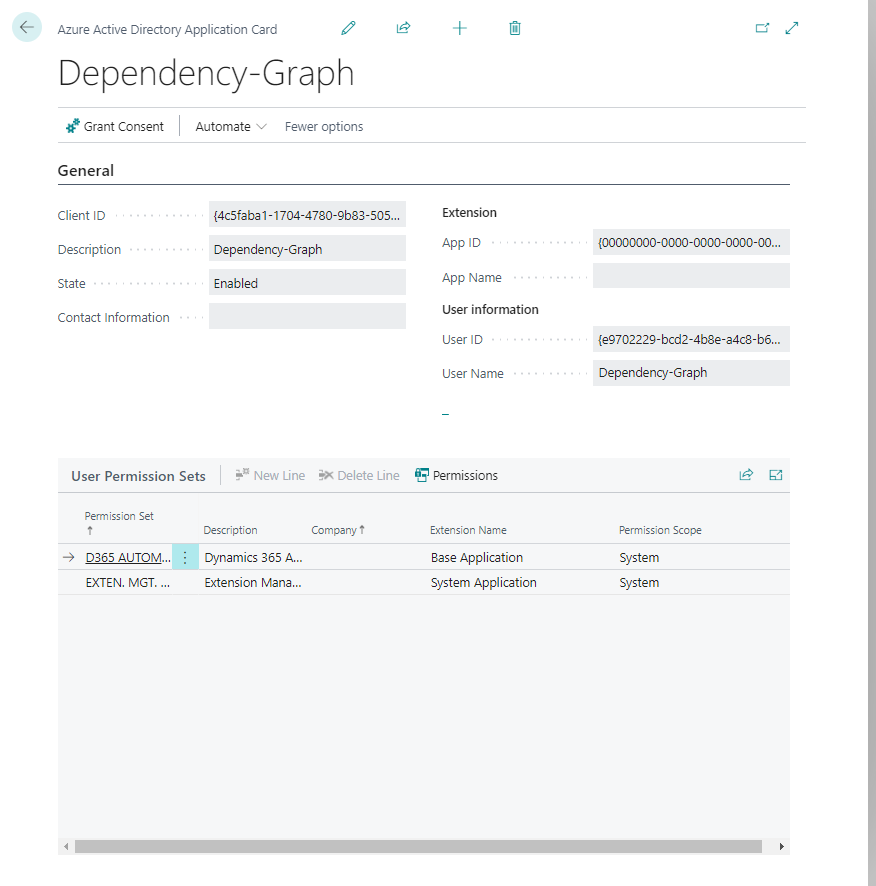 Azure Active Directory Application Card
Dependency-Graph
Grant Consent Automate Fewer options
General
Client ID {4c5faba1-1704-4780-9b83-505...
Description Dependency-Graph
State Enabled
Contact Information
Extension
App ID {00000000-0000-0000-0000-00...
App Name
User information
User ID {e9702229-bcd2-4b8e-a4c8-b6...
User Name Dependency-Graph
User Permission Sets New Line Delete Line Permissions
Permission Set ↑ Description Company ↑ Extension Name Permission Scope
D365 AUTOM... Dynamics 365 A... Base Application System
EXTEN. MGT. ... Extension Mana... System Application System